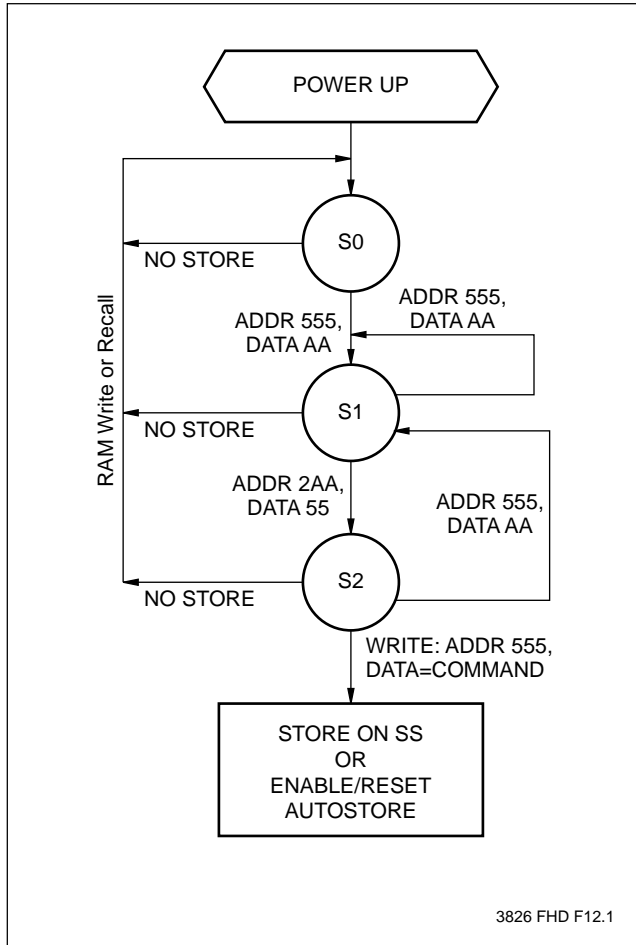 POWER UP
S0
NO STORE
ADDR 555,
DATA AA
ADDR 555,
DATA AA
RAM Write or Recall
S1
NO STORE
ADDR 2AA,
DATA 55
ADDR 555,
DATA AA
S2
NO STORE
WRITE: ADDR 555,
DATA=COMMAND
STORE ON SS
OR
ENABLE/RESET
AUTOSTORE
3826 FHD F12.1